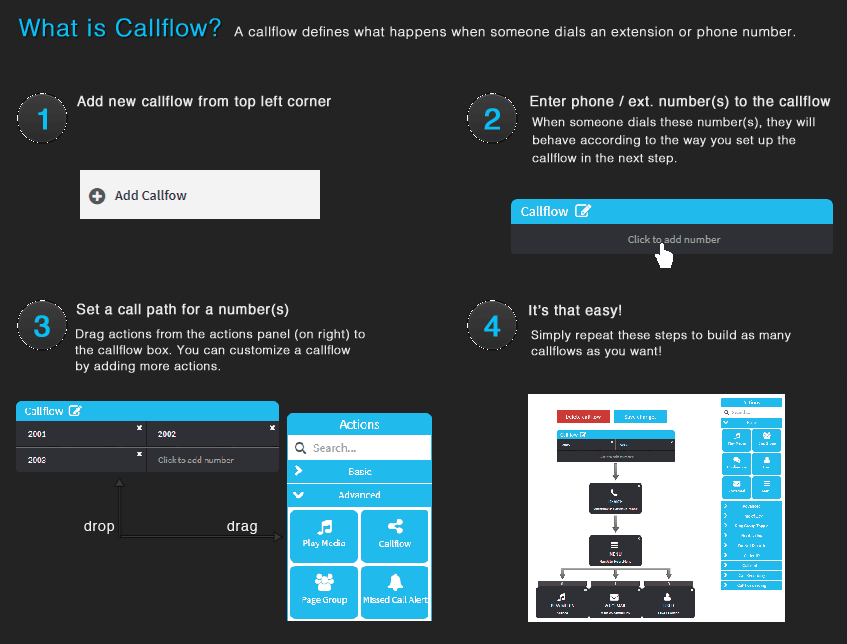 What is Callflow? A callflow defines what happens when someone dials an extension or phone number.
1
Add new callflow from top left corner
Add Callfow
2
Enter phone / ext. number(s) to the callflow
When someone dials these number(s), they will
behave according to the way you set up the
callflow in the next step.
Callflow
Click to add number
3
Set a call path for a number(s)
Drag actions from the actions panel (on right) to
the callflow box. You can customize a callflow
by adding more actions.
Callflow
2001
2002
2003
Click to add number
drop
drag
Actions
Search...
Basic
Advanced
Play Media
Callflow
Page Group
Missed Call Alert
4
It's that easy!
Simply repeat these steps to build as many
callflows as you want!
Delete callflow
Save changes
Callflow
MENU